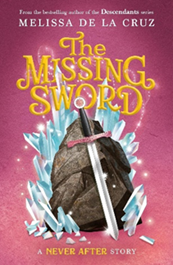 From the bestselling author of the Descendants series
MELISSA DE LA CRUZ
The
MISSING
SWORD
A NEVER AFTER STORY